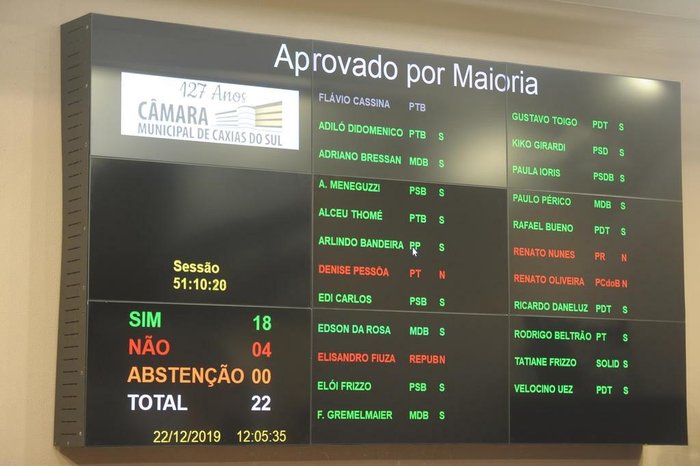 Aprovado por Maioria
127 Anos
CÂMARA
MUNICIPAL DE CAXIAS DO SUL
Sessão
51:10:20
SIM 18
NÃO 04
ABSTENÇÃO 00
TOTAL 22
22/12/2019 12:05:35
FLÁVIO CASSINA PTB
ADILÓ DIDOMENICO PTB S
ADRIANO BRESSAN MDB S
A. MENEGUZZI PSB S
ALCEU THOMÉ PTB S
ARLINDO BANDEIRA PP S
DENISE PESSÔA PT N
EDI CARLOS PSB S
EDSON DA ROSA MDB S
ELISANDRO FIUZA REPUB N
ELÓI FRIZZO PSB S
F. GREMELMAIER MDB S
GUSTAVO TOIGO PDT S
KIKO GIRARDI PSD S
PAULA IORIS PSDB S
PAULO PÉRICO MDB S
RAFAEL BUENO PDT S
RENATO NUNES PR N
RENATO OLIVEIRA PCdoB N
RICARDO DANELUZ PDT S
RODRIGO BELTRÃO PT S
TATIANE FRIZZO SOLID S
VELOCINO UEZ PDT S